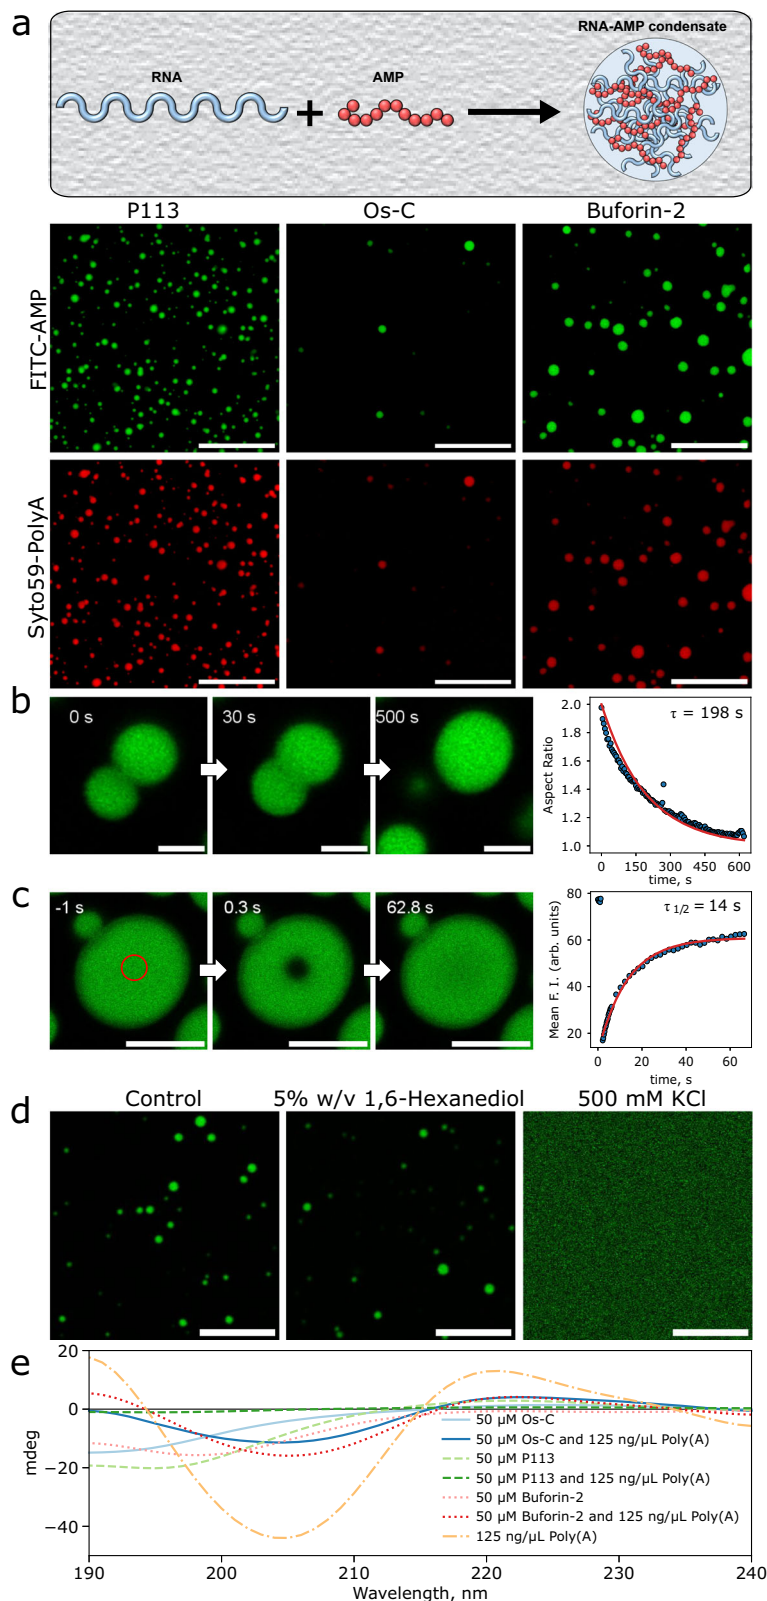 a
RNA-AMP condensate
RNA
AMP
P113
Os-C
Buforin-2
FITC-AMP
Syto59-PolyA
b
0 s
30 s
500 s
τ = 198 s
Aspect Ratio
2.0
1.8
1.6
1.4
1.2
1.0
0 150 300 450 600
time, s
c
-1 s
0.3 s
62.8 s
τ 1/2 = 14 s
Mean F. I. (arb. units)
80
60
40
20
0 20 40 60
time, s
d
Control
5% w/v 1,6-Hexanediol
500 mM KCl
e
mdeg
20
0
−20
−40
50 μM Os-C
50 μM Os-C and 125 ng/μL Poly(A)
50 μM P113
50 μM P113 and 125 ng/μL Poly(A)
50 μM Buforin-2
50 μM Buforin-2 and 125 ng/μL Poly(A)
125 ng/μL Poly(A)
190 200 210 220 230 240
Wavelength, nm